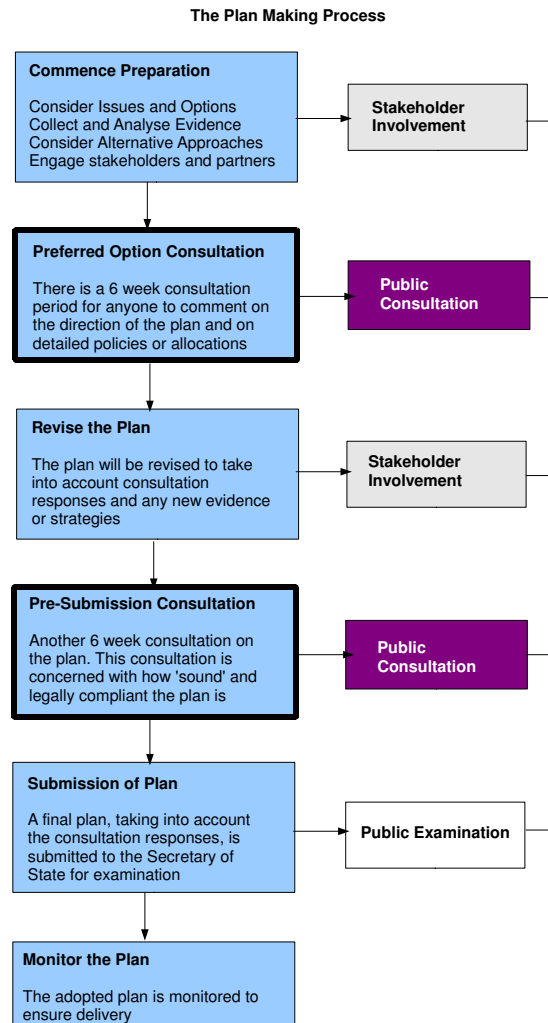 The Plan Making Process
Commence Preparation
Consider Issues and Options
Collect and Analyse Evidence
Consider Alternative Approaches
Engage stakeholders and partners
Stakeholder
Involvement
Preferred Option Consultation
There is a 6 week consultation
period for anyone to comment on
the direction of the plan and on
detailed policies or allocations
Public
Consultation
Revise the Plan
The plan will be revised to take
into account consultation
responses and any new evidence
or strategies
Stakeholder
Involvement
Pre-Submission Consultation
Another 6 week consultation on
the plan. This consultation is
concerned with how 'sound' and
legally compliant the plan is
Public
Consultation
Submission of Plan
A final plan, taking into account
the consultation responses, is
submitted to the Secretary of
State for examination
Public Examination
Monitor the Plan
The adopted plan is monitored to
ensure delivery